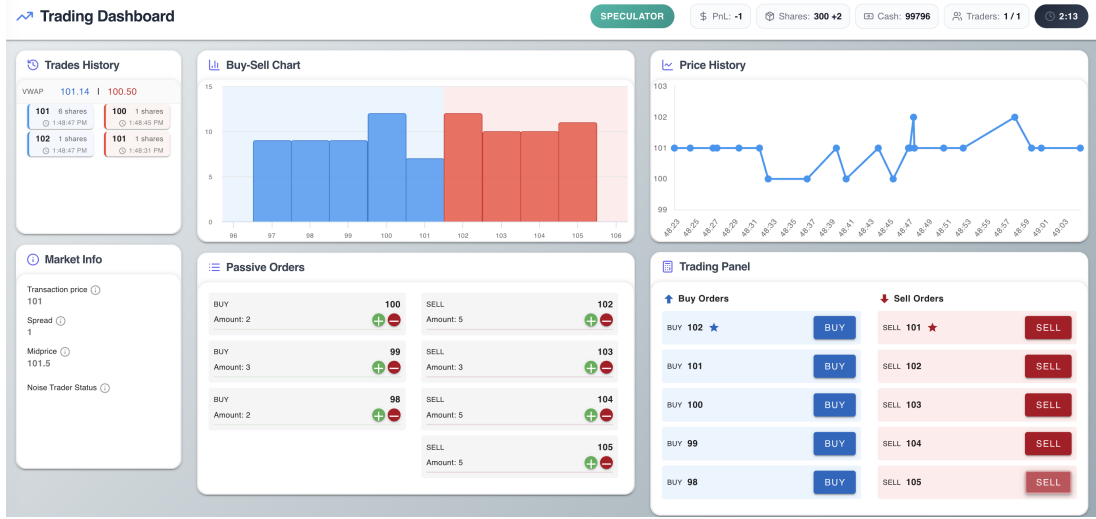 Trading Dashboard
SPECULATOR
$ PnL: -1
Shares: 300 +2
Cash: 99796
Traders: 1 / 1
2:13
Trades History
VWAP 101.14 | 100.50
101 6 shares
1:48:47 PM
100 1 shares
1:48:45 PM
102 1 shares
1:48:47 PM
101 1 shares
1:48:31 PM
Buy-Sell Chart
15
10
5
0
96 97 98 99 100 101 102 103 104 105 106
Price History
103
102
101
100
99
48:23 48:25 48:27 48:29 48:31 48:33 48:35 48:37 48:39 48:41 48:43 48:45 48:47 48:49 48:51 48:53 48:55 48:57 48:59 49:01 49:03
Market Info
Transaction price
101
Spread
1
Midprice
101.5
Noise Trader Status
Passive Orders
BUY 100
Amount: 2
SELL 102
Amount: 5
BUY 99
Amount: 3
SELL 103
Amount: 3
BUY 98
Amount: 2
SELL 104
Amount: 5
SELL 105
Amount: 5
Trading Panel
Buy Orders
Sell Orders
BUY 102 BUY
SELL 101 SELL
BUY 101 BUY
SELL 102 SELL
BUY 100 BUY
SELL 103 SELL
BUY 99 BUY
SELL 104 SELL
BUY 98 BUY
SELL 105 SELL